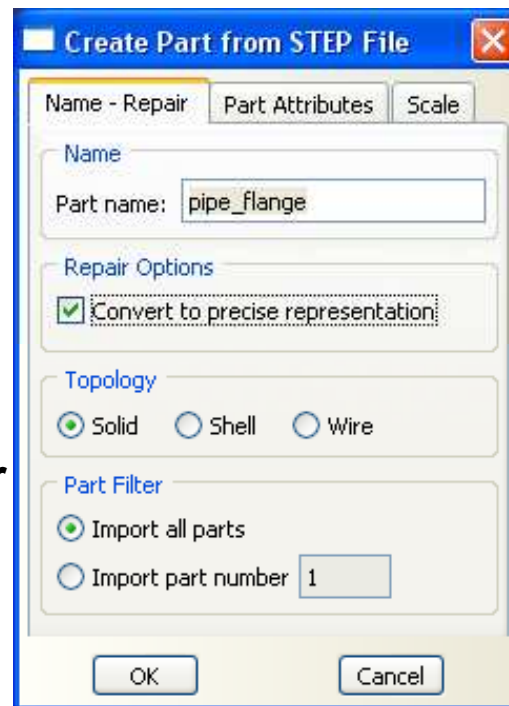 Create Part from STEP File
Name - Repair Part Attributes Scale
Name
Part name: pipe_flange
Repair Options
Convert to precise representation
Topology
Solid Shell Wire
Part Filter
Import all parts
Import part number 1
OK Cancel